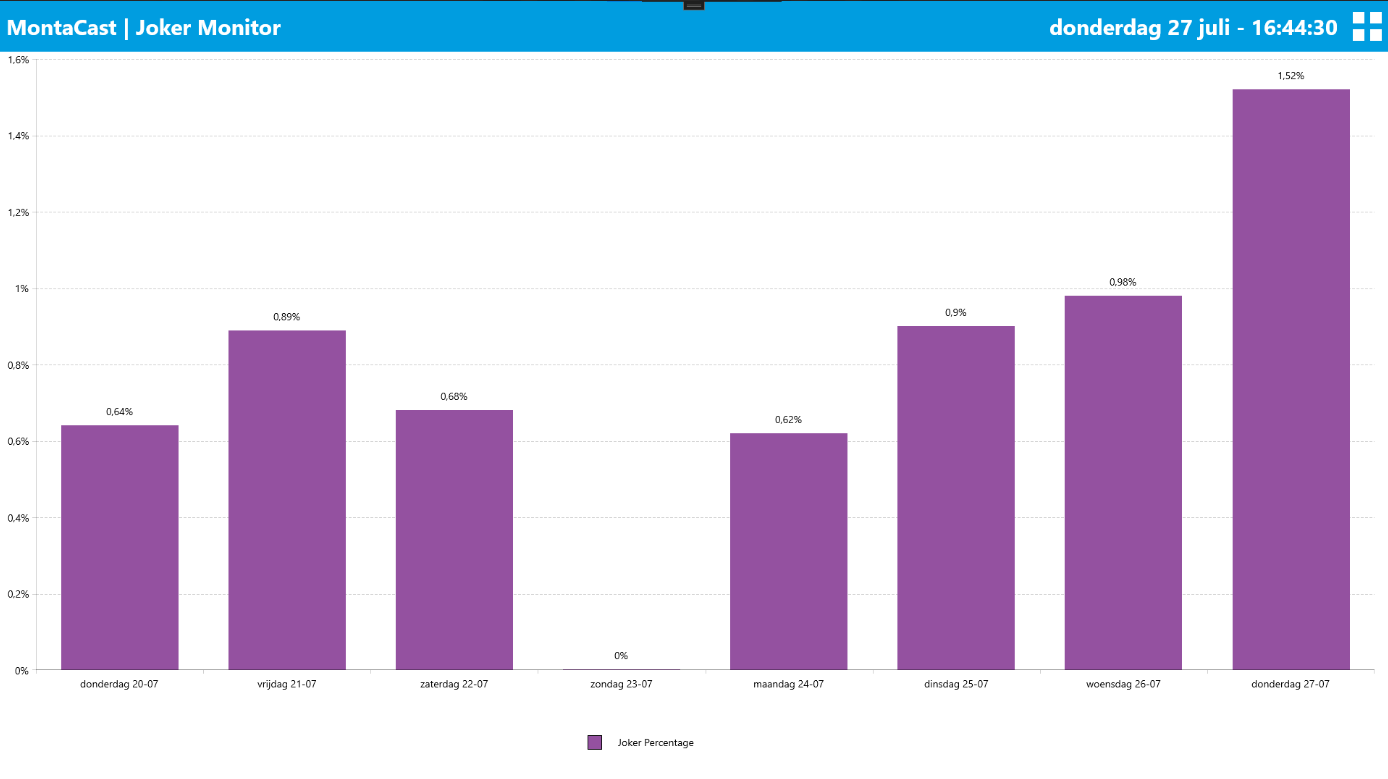 MontaCast | Joker Monitor
donderdag 27 juli - 16:44:30
1,6%
1,4%
1,2%
1%
0,8%
0,6%
0,4%
0,2%
0%
0,64%
0,89%
0,68%
0%
0,62%
0,9%
0,98%
1,52%
donderdag 20-07
vrijdag 21-07
zaterdag 22-07
zondag 23-07
maandag 24-07
dinsdag 25-07
woensdag 26-07
donderdag 27-07
Joker Percentage